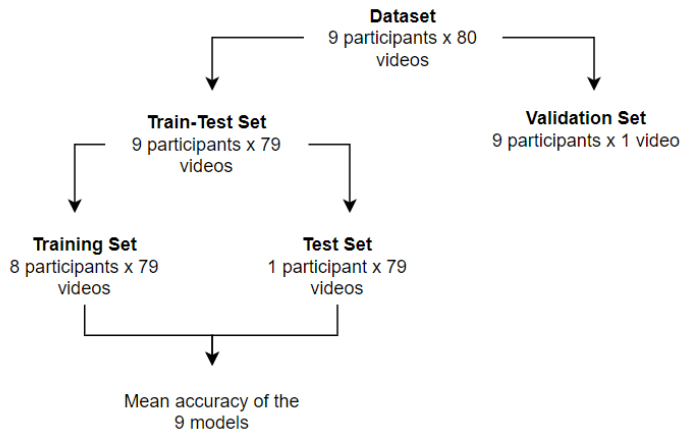 Dataset
9 participants x 80
videos
Train-Test Set
9 participants x 79
videos
Validation Set
9 participants x 1 video
Training Set
8 participants x 79
videos
Test Set
1 participant x 79
videos
Mean accuracy of the
9 models